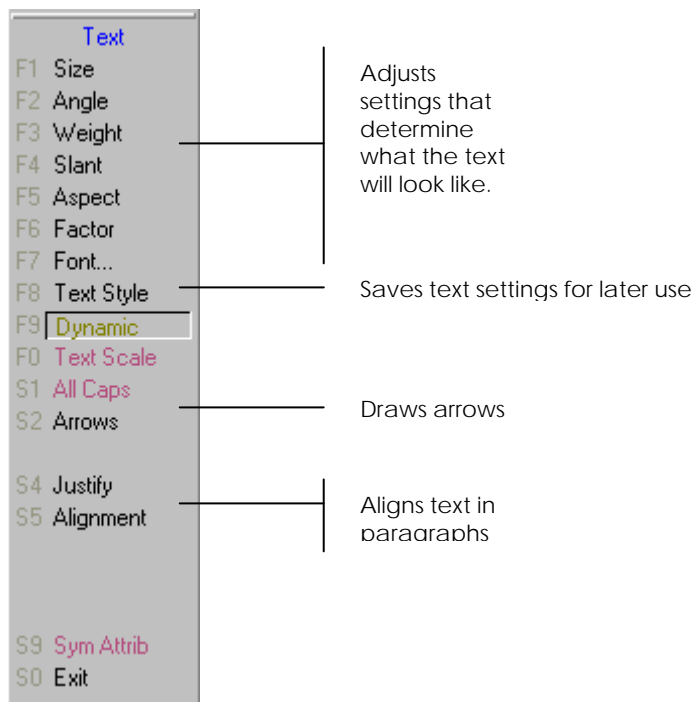 Text
F1 Size
F2 Angle
F3 Weight
F4 Slant
F5 Aspect
F6 Factor
F7 Font...
F8 Text Style
F9 Dynamic
F0 Text Scale
S1 All Caps
S2 Arrows
S4 Justify
S5 Alignment
S9 Sym Attrib
S0 Exit
Adjusts
settings that
determine
what the text
will look like.
Saves text settings for later use
Draws arrows
Aligns text in
paragraphs